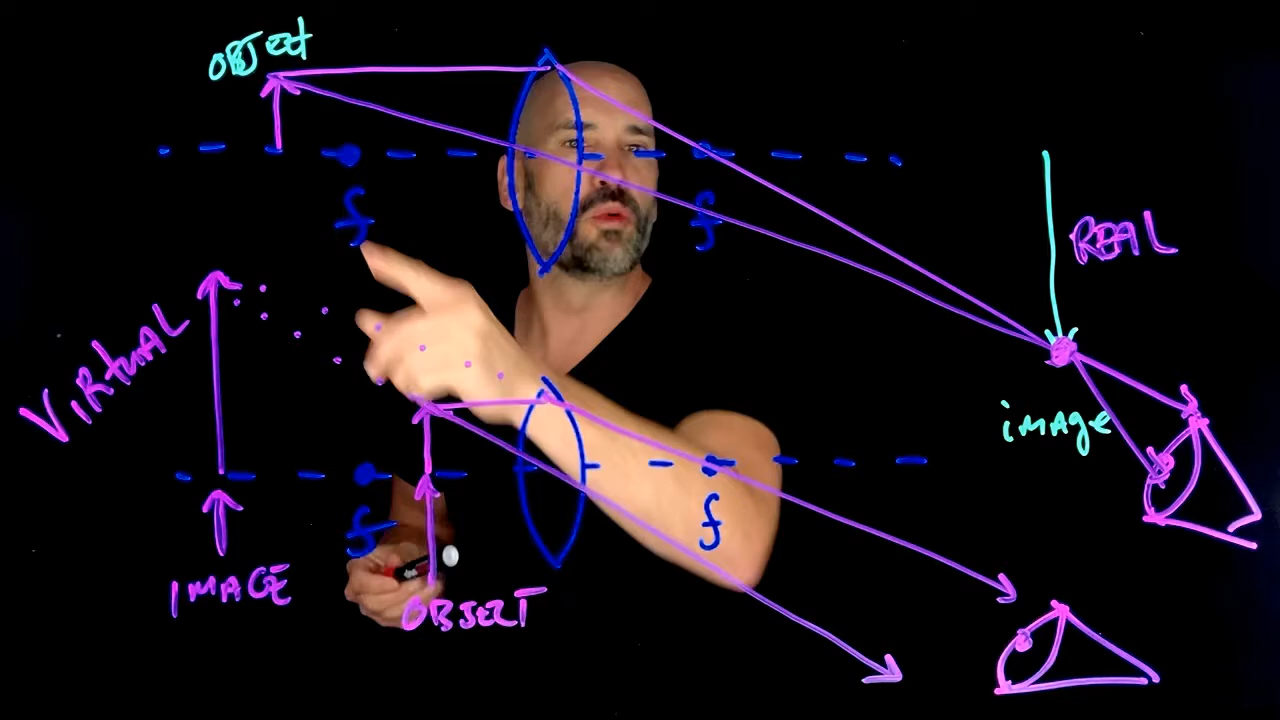 OBJect
f
f
REAL
VIRtuAL
image
f
f
IMAGE
OBJECT